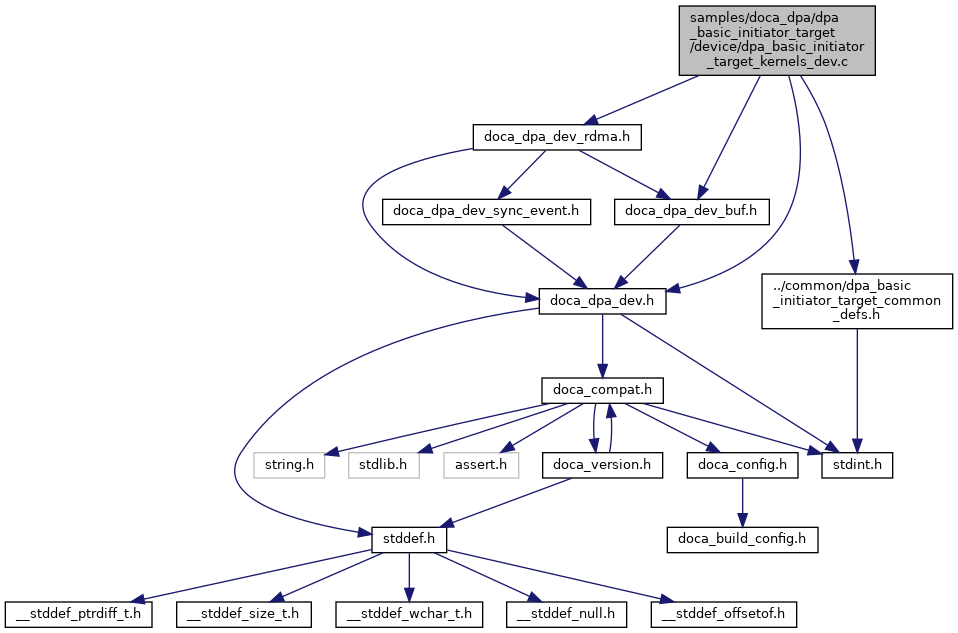 samples/doca_dpa/dpa
_basic_initiator_target
/device/dpa_basic_initiator
_target_kernels_dev.c
doca_dpa_dev_rdma.h
doca_dpa_dev_sync_event.h
doca_dpa_dev_buf.h
doca_dpa_dev.h
../common/dpa_basic
_initiator_target_common
_defs.h
doca_compat.h
string.h
stdlib.h
assert.h
doca_version.h
doca_config.h
stdint.h
stddef.h
doca_build_config.h
__stddef_ptrdiff_t.h
__stddef_size_t.h
__stddef_wchar_t.h
__stddef_null.h
__stddef_offsetof.h